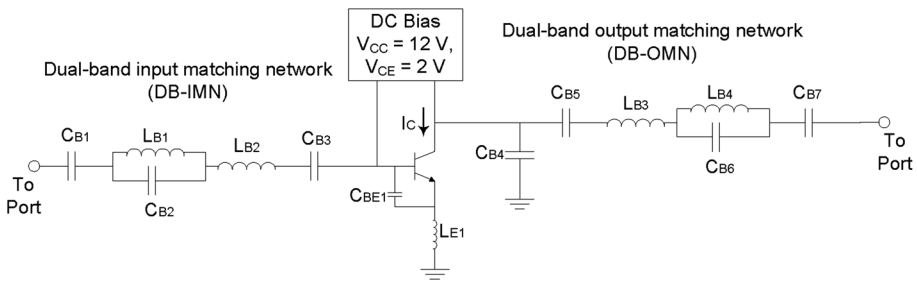 DC Bias
VCC = 12 V,
VCE = 2 V
Dual-band output matching network
(DB-OMN)
Dual-band input matching network
(DB-IMN)
CB1
LB1
LB2
CB3
CB2
To
Port
IC
CBE1
LE1
CB4
CB5
LB3
LB4
CB7
CB6
To
Port